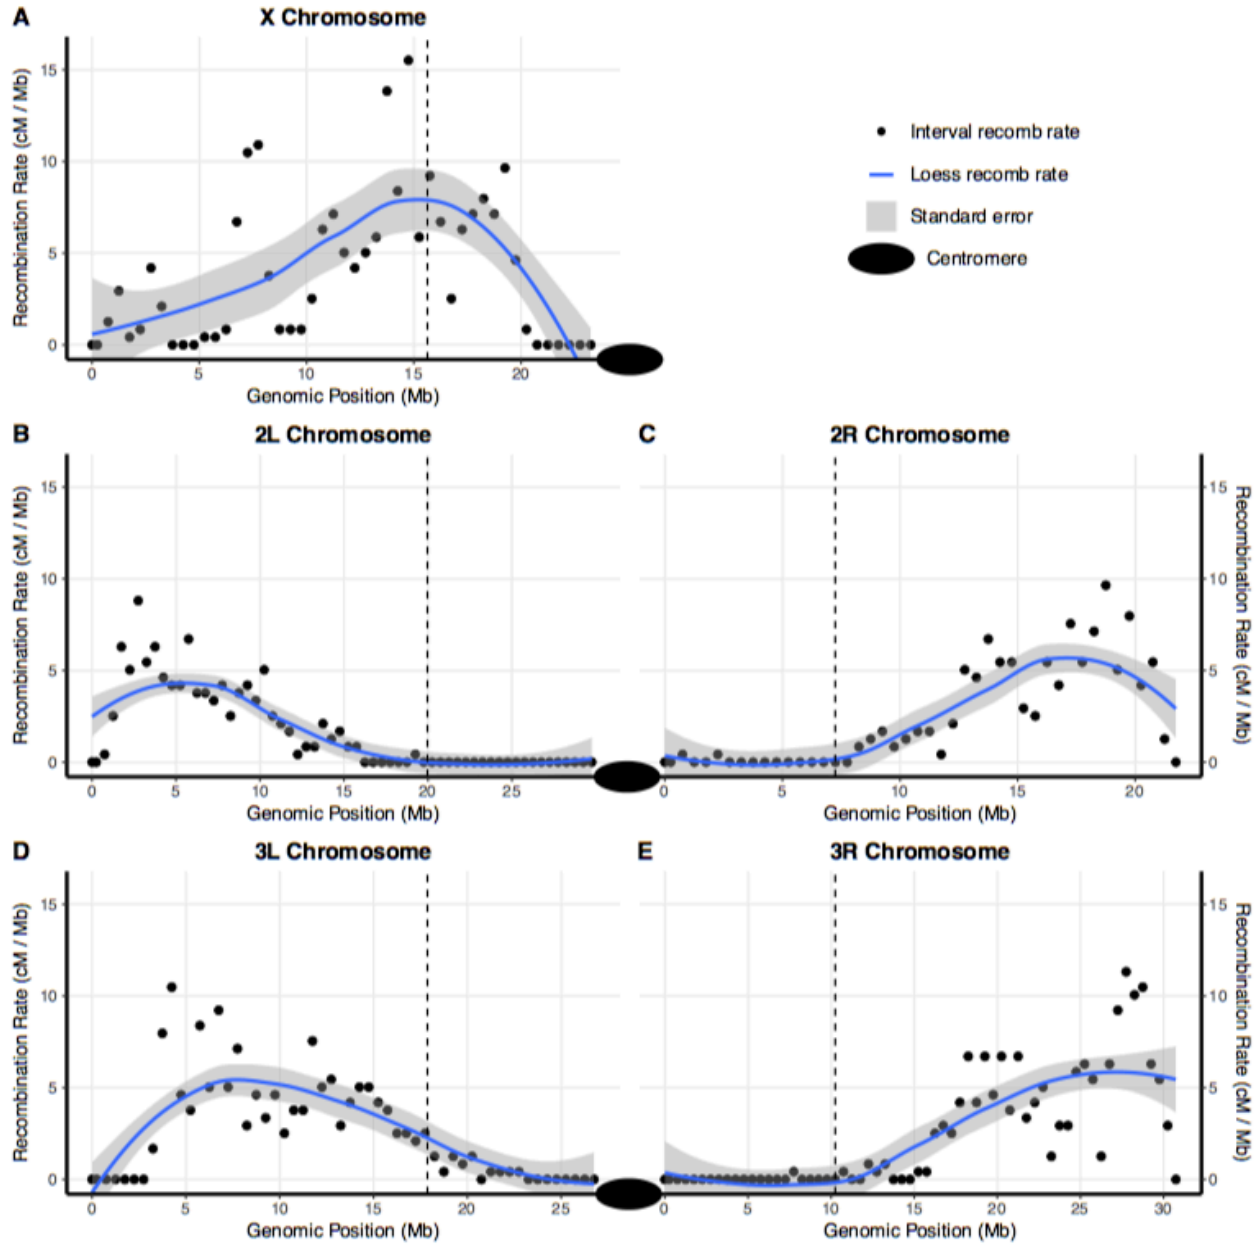 A
X Chromosome
Recombination Rate (cM / Mb)
15
10
5
0
0 5 10 15 20
Genomic Position (Mb)
Interval recomb rate
Loess recomb rate
Standard error
Centromere
B
2L Chromosome
Recombination Rate (cM / Mb)
15
10
5
0
0 5 10 15 20 25
Genomic Position (Mb)
C
2R Chromosome
Recombination Rate (cM / Mb)
15
10
5
0
0 5 10 15 20
Genomic Position (Mb)
D
3L Chromosome
Recombination Rate (cM / Mb)
15
10
5
0
0 5 10 15 20 25
Genomic Position (Mb)
E
3R Chromosome
Recombination Rate (cM / Mb)
15
10
5
0
0 5 10 15 20 25 30
Genomic Position (Mb)